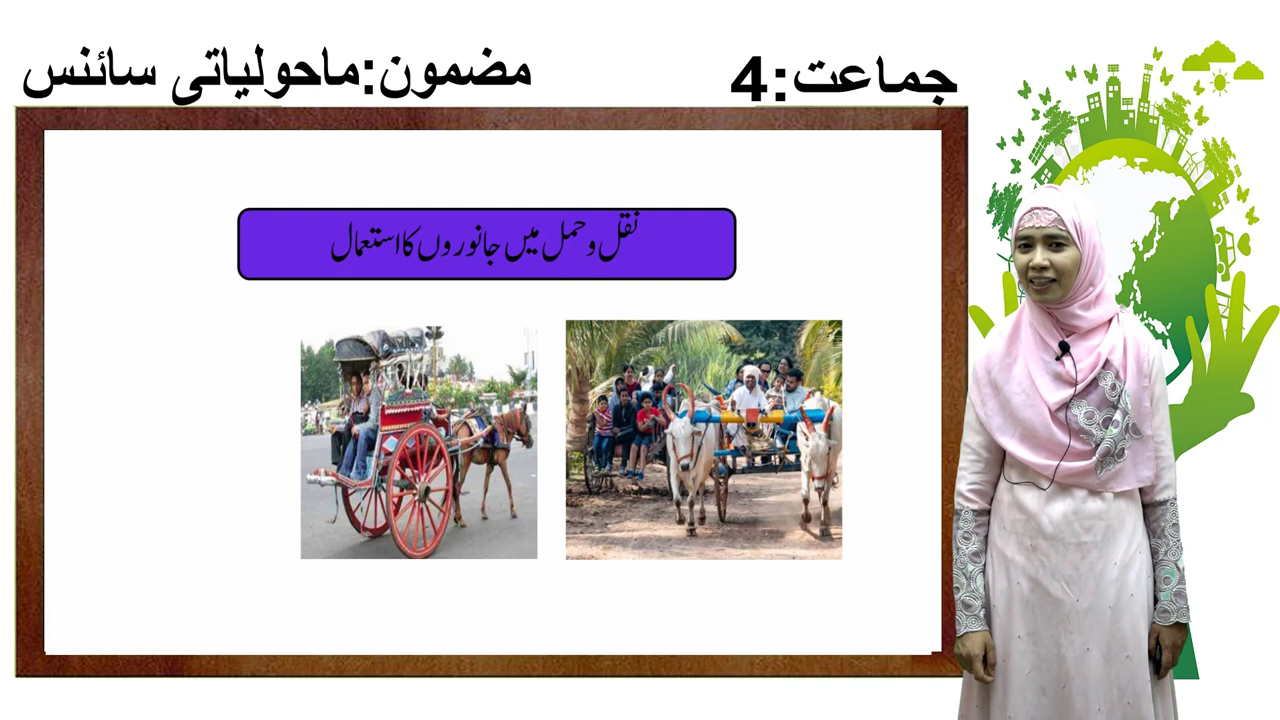 جماعت:4
مضمون:ماحولیاتی سائنس
نقل و حمل میں جانوروں کا استعمال